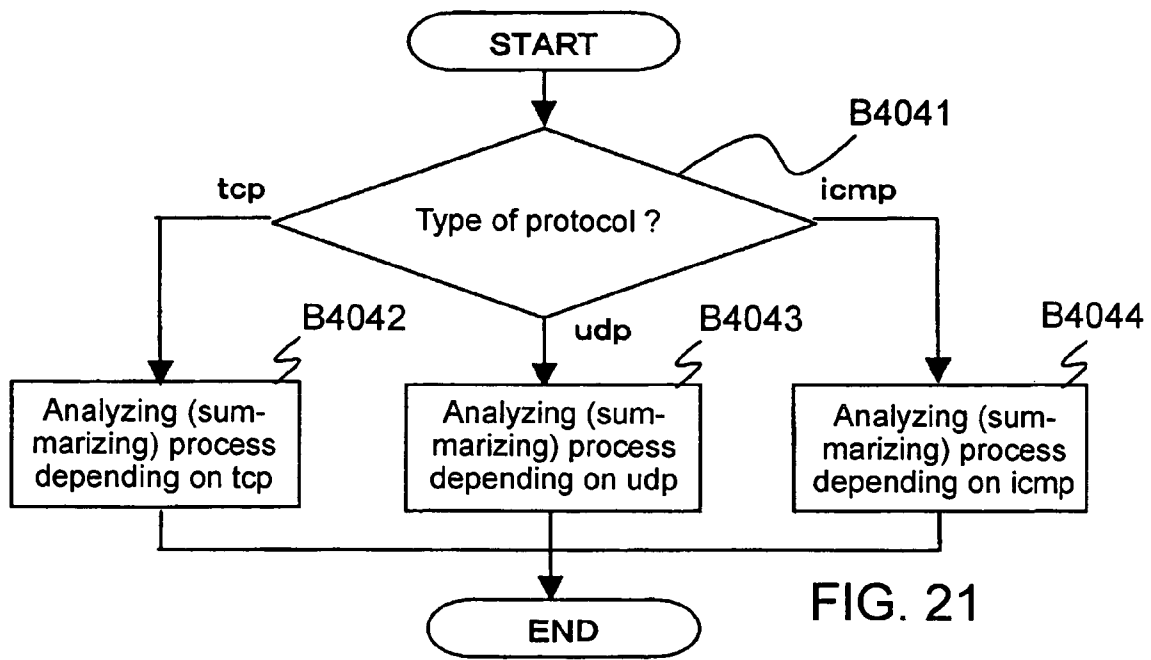 START
B4041
tcp
icmp
Type of protocol ?
B4042
udp
B4043
B4044
Analyzing (sum-
marizing) process
depending on tcp
Analyzing (sum-
marizing) process
depending on udp
Analyzing (sum-
marizing) process
depending on icmp
FIG. 21
END